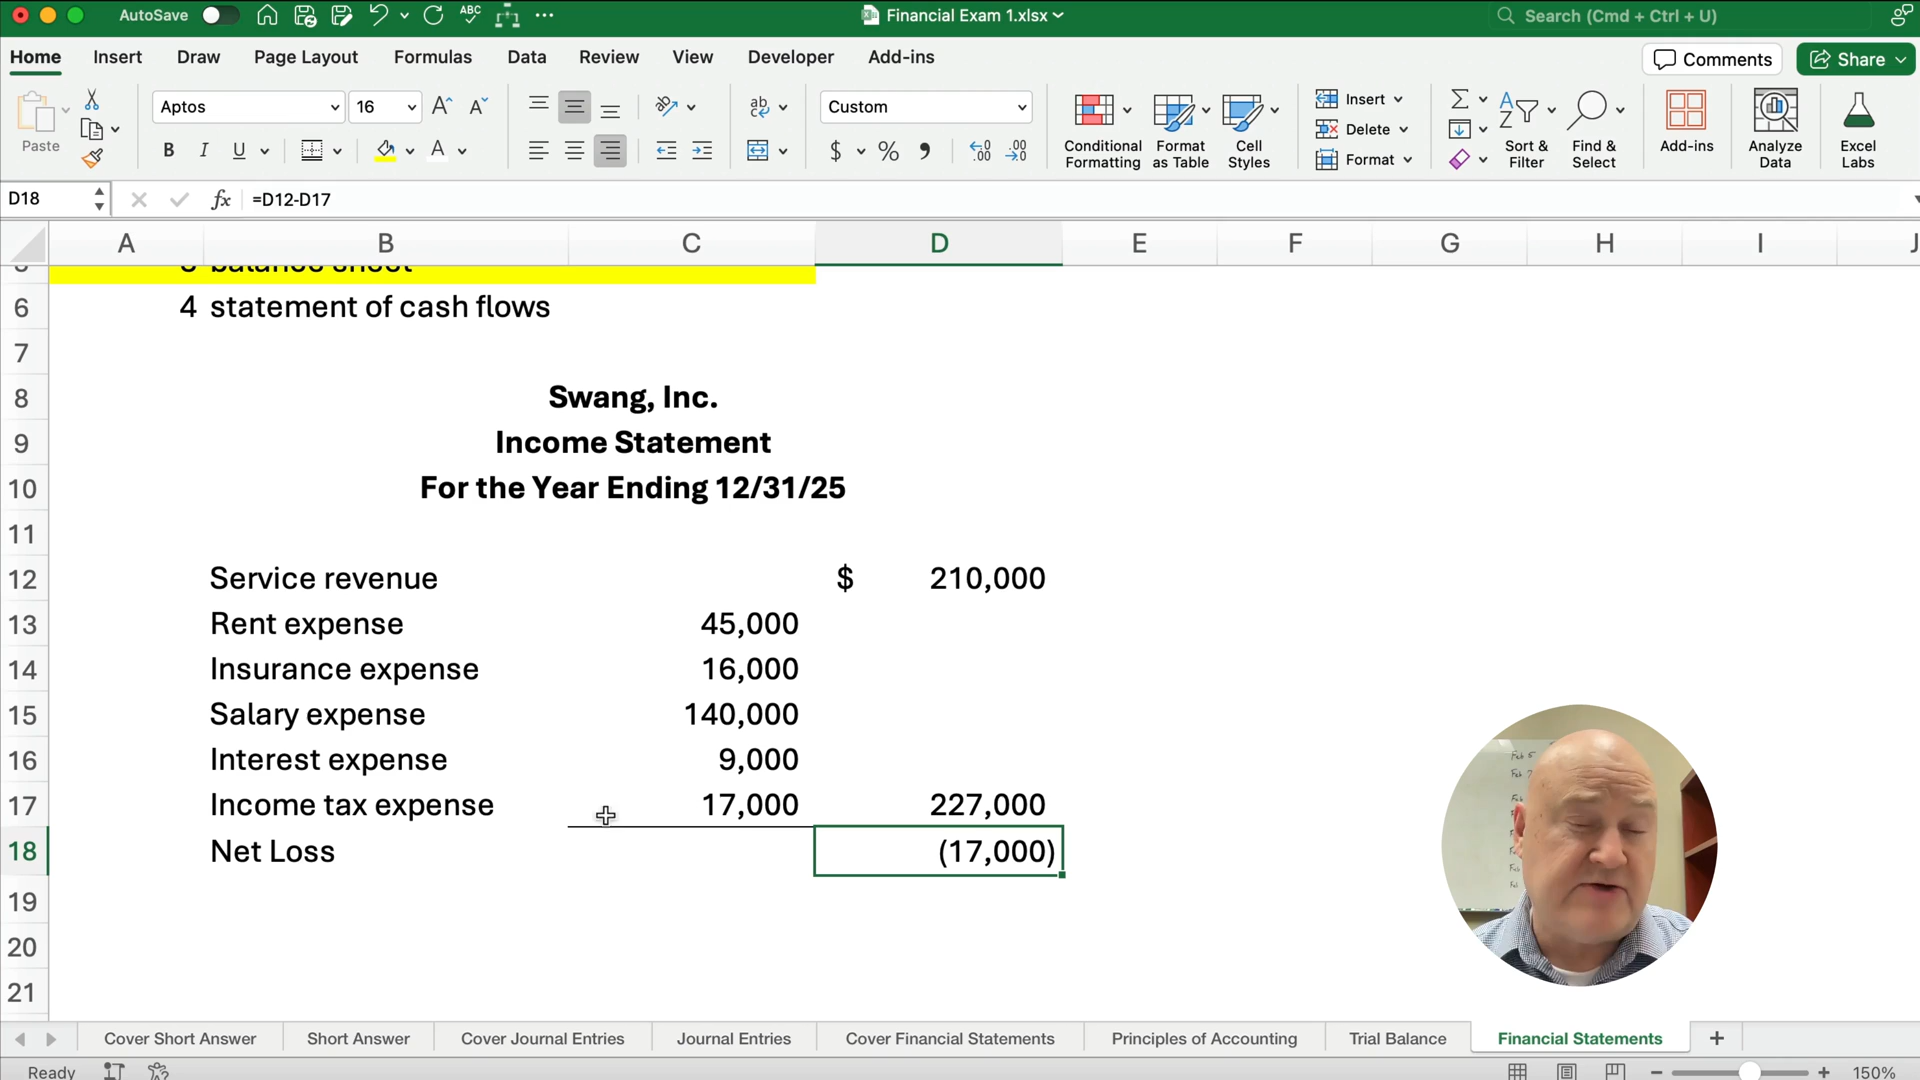 AutoSave
ABC
Financial Exam 1.xlsx
Search (Cmd + Ctrl + U)
Home Insert Draw Page Layout Formulas Data Review View Developer Add-ins Comments Share
Paste
Aptos 16 A A
B I U A
ab
Custom
$ %
Conditional Formatting
Format as Table
Cell Styles
Insert
Delete
Format
Sort & Filter
Find & Select
Add-ins
Analyze Data
Excel Labs
D18 fx =D12-D17
A B C D E F G H I J
5 3 balance sheet
6 4 statement of cash flows
7
8 Swang, Inc.
9 Income Statement
10 For the Year Ending 12/31/25
11
12 Service revenue $ 210,000
13 Rent expense 45,000
14 Insurance expense 16,000
15 Salary expense 140,000
16 Interest expense 9,000
17 Income tax expense 17,000 227,000
18 Net Loss (17,000)
19
20
21
Cover Short Answer Short Answer Cover Journal Entries Journal Entries Cover Financial Statements Principles of Accounting Trial Balance Financial Statements +
Ready 150%